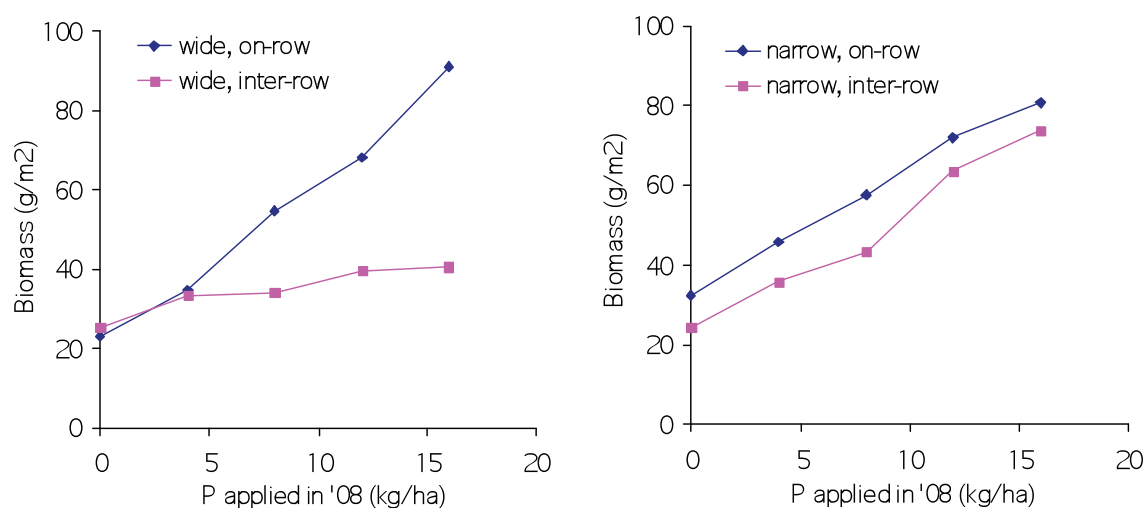 100
80
60
40
20
0
Biomass (g/m2)
wide, on-row
wide, inter-row
0 5 10 15 20
P applied in '08 (kg/ha)
100
80
60
40
20
0
Biomass (g/m2)
narrow, on-row
narrow, inter-row
0 5 10 15 20
P applied in '08 (kg/ha)